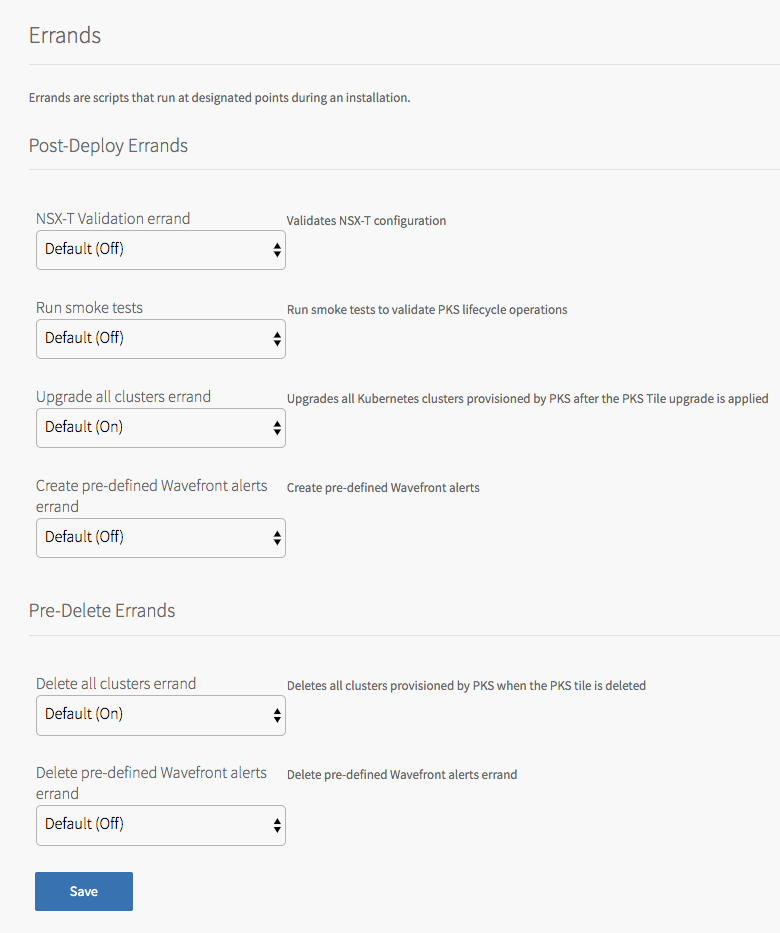 Errands
Errands are scripts that run at designated points during an installation.
Post-Deploy Errands
NSX-T Validation errand
Validates NSX-T configuration
Default (Off)
Run smoke tests
Run smoke tests to validate PKS lifecycle operations
Default (Off)
Upgrade all clusters errand
Upgrades all Kubernetes clusters provisioned by PKS after the PKS Tile upgrade is applied
Default (On)
Create pre-defined Wavefront alerts
errand
Create pre-defined Wavefront alerts
Default (Off)
Pre-Delete Errands
Delete all clusters errand
Deletes all clusters provisioned by PKS when the PKS tile is deleted
Default (On)
Delete pre-defined Wavefront alerts
errand
Delete pre-defined Wavefront alerts errand
Default (Off)
Save